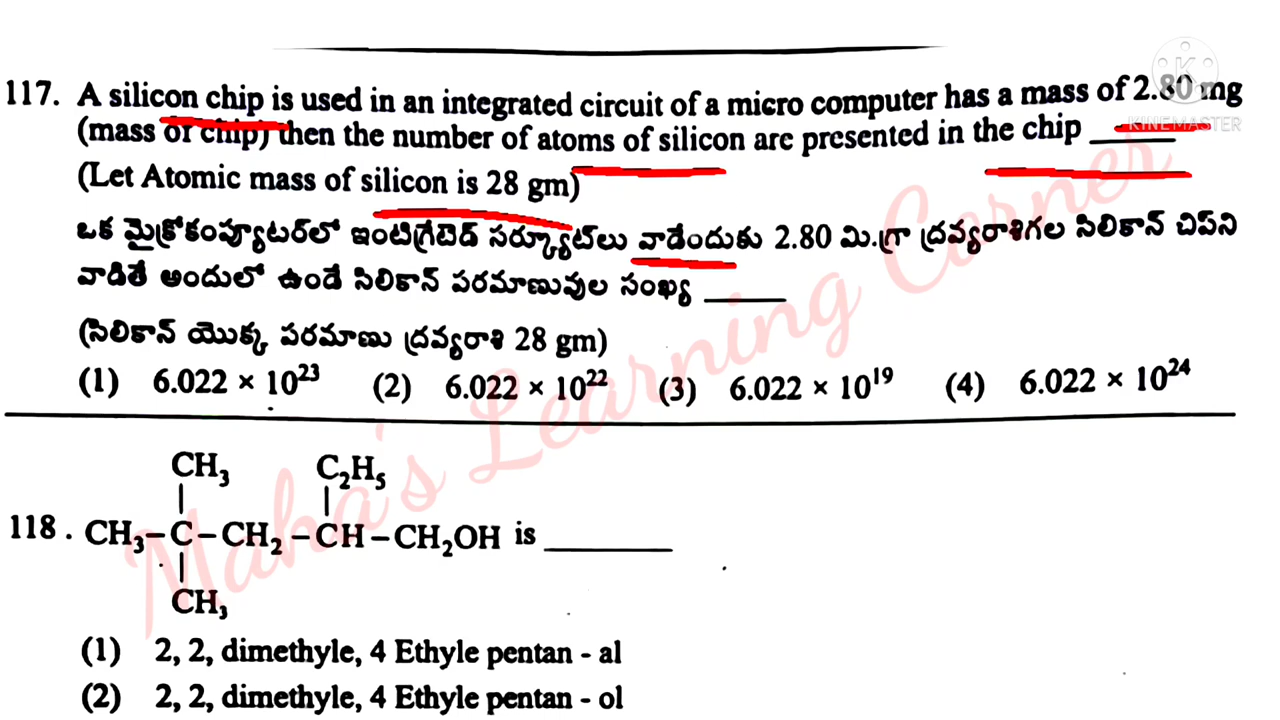 117. A silicon chip is used in an integrated circuit of a micro computer has a mass of 2.80 mg
KINEMASTER
(mass of chip) then the number of atoms of silicon are presented in the chip ______
(Let Atomic mass of silicon is 28 gm)
ఒక మైక్రోకంప్యూటర్‌లో ఇంటిగ్రేటెడ్ సర్క్యూట్‌లు వాడేందుకు 2.80 మి.గ్రా ద్రవ్యరాశిగల సిలికాన్ చిప్‌ని
వాడితే అందులో ఉండే సిలికాన్ పరమాణువుల సంఖ్య ______
(సిలికాన్ యొక్క పరమాణు ద్రవ్యరాశి 28 gm)
(1) 6.022 × 10²³ (2) 6.022 × 10²² (3) 6.022 × 10¹⁹ (4) 6.022 × 10²⁴
Maha's Learning Corner
CH₃ C₂H₅
118. CH₃–C–CH₂–CH–CH₂OH is ______
CH₃
(1) 2, 2, dimethyle, 4 Ethyle pentan - al
(2) 2, 2, dimethyle, 4 Ethyle pentan - ol